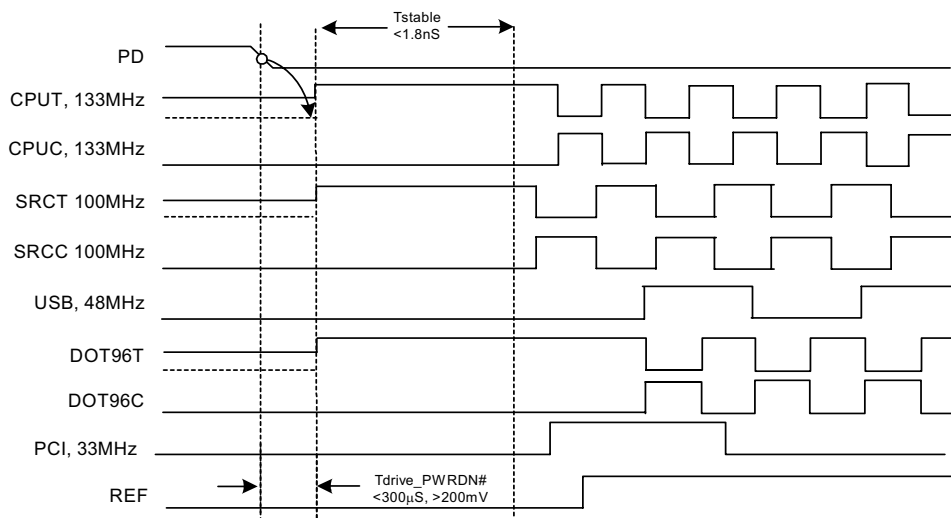 Tstable
<1.8nS
PD
CPUT, 133MHz
CPUC, 133MHz
SRCT 100MHz
SRCC 100MHz
USB, 48MHz
DOT96T
DOT96C
PCI, 33MHz
Tdrive_PWRDN#
<300µS, >200mV
REF